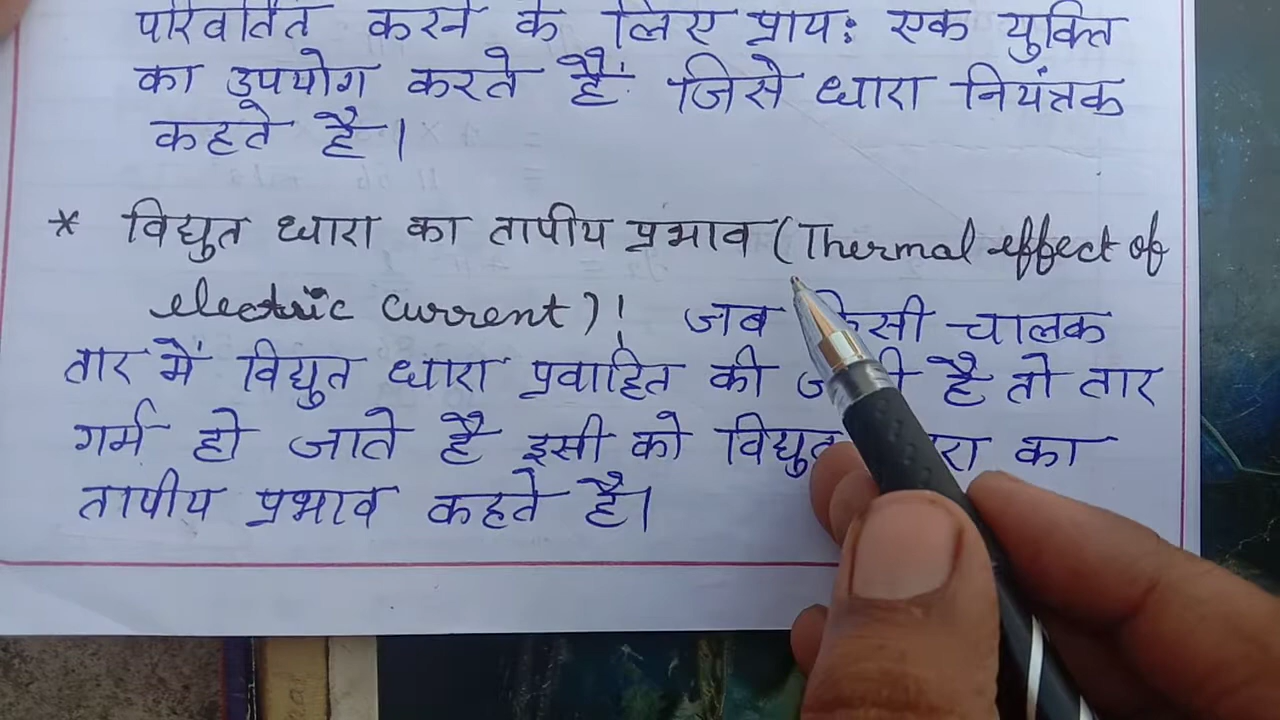 परिवर्तित करने के लिए प्रायः एक युक्ति
का उपयोग करते हैं जिसे धारा नियंत्रक
कहते है।
* विद्युत धारा का तापीय प्रभाव (Thermal effect of
electric current)! जब चालक
तार में विद्युत धारा प्रवाहित की है तो तार
गर्म हो जाते है इसी को विद्युत का
तापीय प्रभाव कहते है।